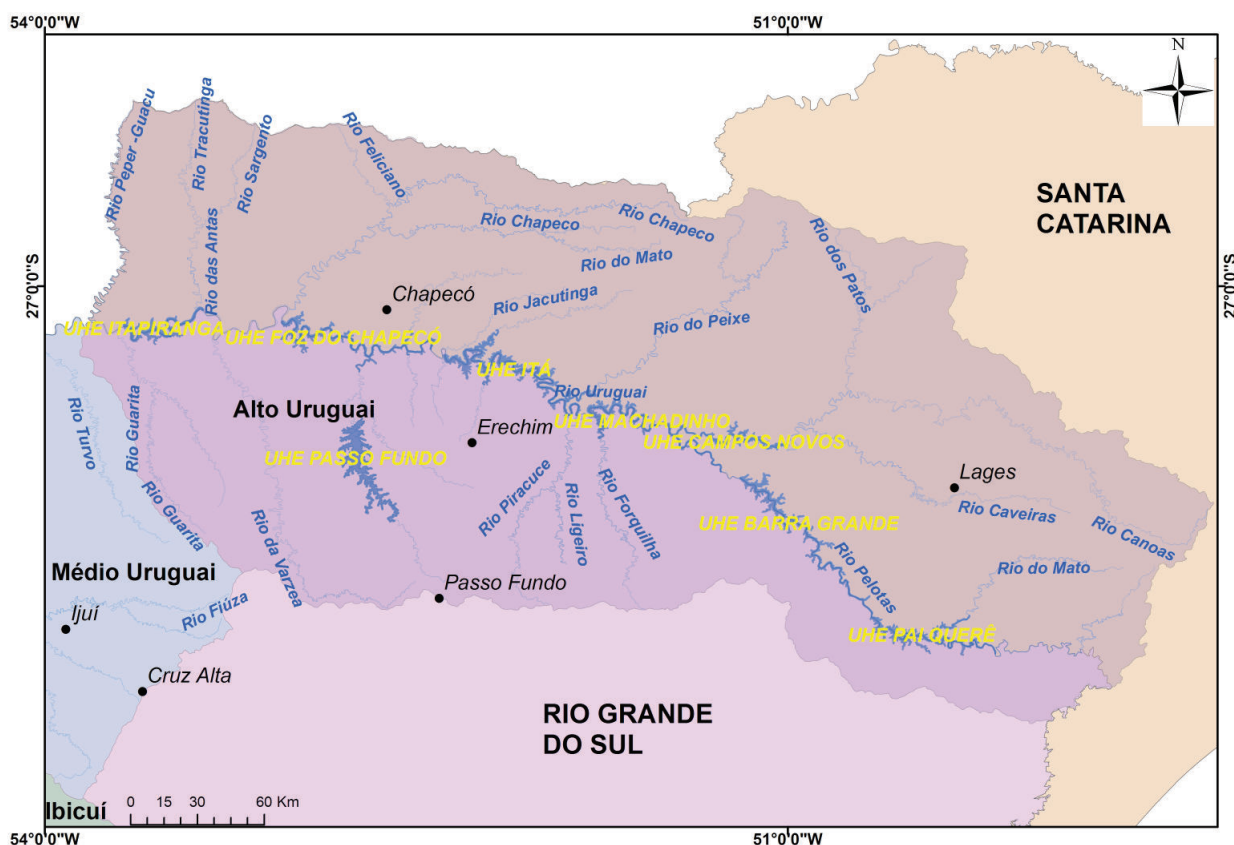 54°0'0"W
51°0'0"W
N
Rio Peper -Guacu
Rio Tracutinga
Rio Sargento
Rio Feliciano
SANTA
CATARINA
Rio Chapeco
Rio Chapeco
Rio das Antas
Rio do Mato
Rio dos Patos
27°0'0"S
27°0'0"S
Chapecó
Rio Jacutinga
Rio do Peixe
UHE ITAPIRANGA
UHE FOZ DO CHAPECÓ
UHE ITÁ
Rio Uruguai
Rio Turvo
Rio Guarita
Alto Uruguai
Erechim
UHE MACHADINHO
UHE CAMPOS NOVOS
UHE PASSO FUNDO
Lages
Rio Guarita
Rio da Varzea
Rio Piracuce
Rio Ligeiro
Rio Forquilha
UHE BARRA GRANDE
Rio Caveiras
Rio Canoas
Médio Uruguai
Passo Fundo
Rio Pelotas
Rio do Mato
Ijuí
Rio Fiúza
UHE PAI QUERÊ
Cruz Alta
RIO GRANDE
DO SUL
Ibicuí
0 15 30 60 Km
54°0'0"W
51°0'0"W